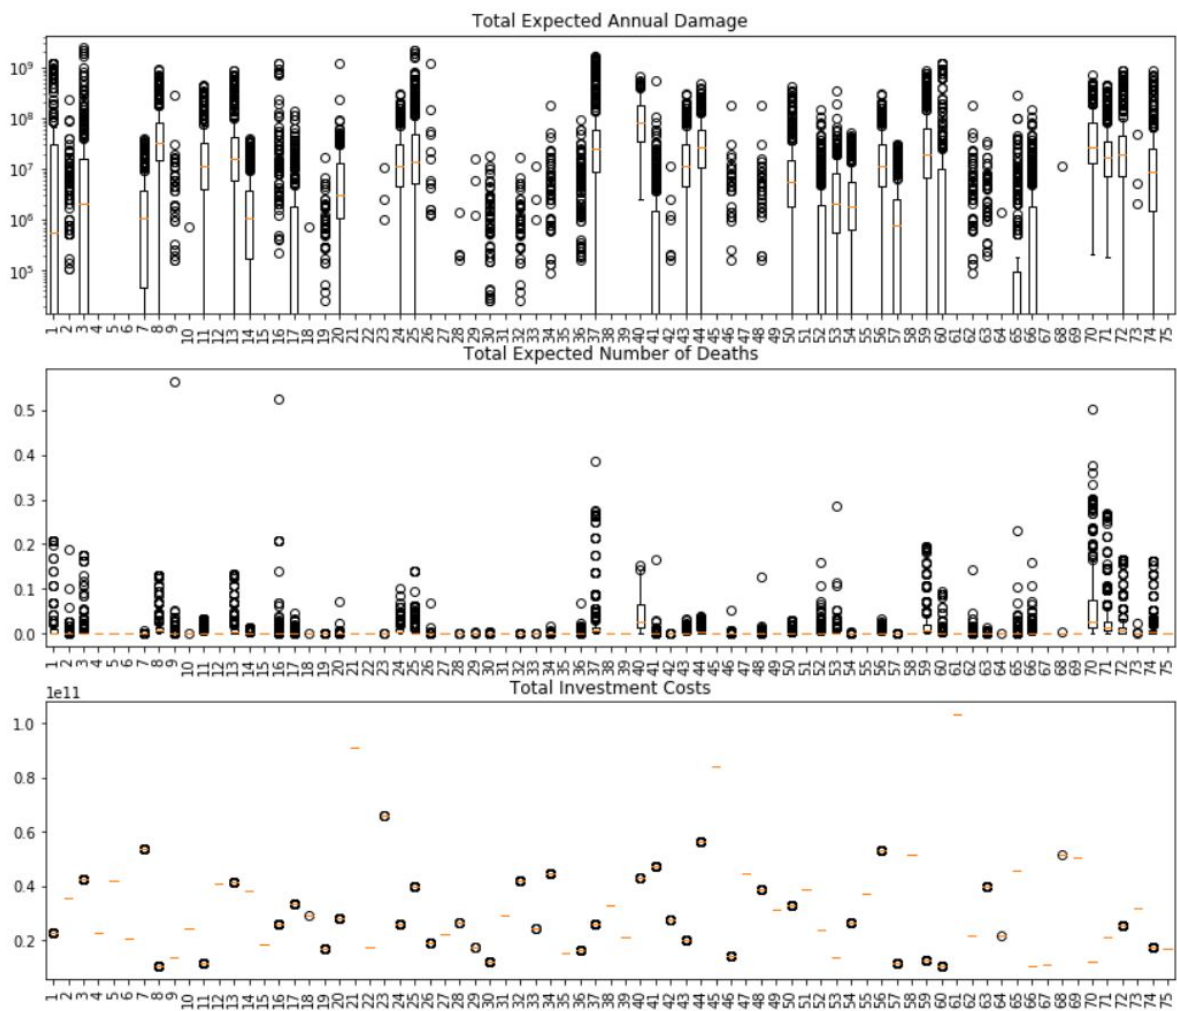 Total Expected Annual Damage
10⁹
10⁸
10⁷
10⁶
10⁵
1 2 3 4 5 6 7 8 9 10 11 12 13 14 15 16 17 18 19 20 21 22 23 24 25 26 27 28 29 30 31 32 33 34 35 36 37 38 39 40 41 42 43 44 45 46 47 48 49 50 51 52 53 54 55 56 57 58 59 60 61 62 63 64 65 66 67 68 69 70 71 72 73 74 75
Total Expected Number of Deaths
0.5
0.4
0.3
0.2
0.1
0.0
1 2 3 4 5 6 7 8 9 10 11 12 13 14 15 16 17 18 19 20 21 22 23 24 25 26 27 28 29 30 31 32 33 34 35 36 37 38 39 40 41 42 43 44 45 46 47 48 49 50 51 52 53 54 55 56 57 58 59 60 61 62 63 64 65 66 67 68 69 70 71 72 73 74 75
1e11
Total Investment Costs
1.0
0.8
0.6
0.4
0.2
1 2 3 4 5 6 7 8 9 10 11 12 13 14 15 16 17 18 19 20 21 22 23 24 25 26 27 28 29 30 31 32 33 34 35 36 37 38 39 40 41 42 43 44 45 46 47 48 49 50 51 52 53 54 55 56 57 58 59 60 61 62 63 64 65 66 67 68 69 70 71 72 73 74 75